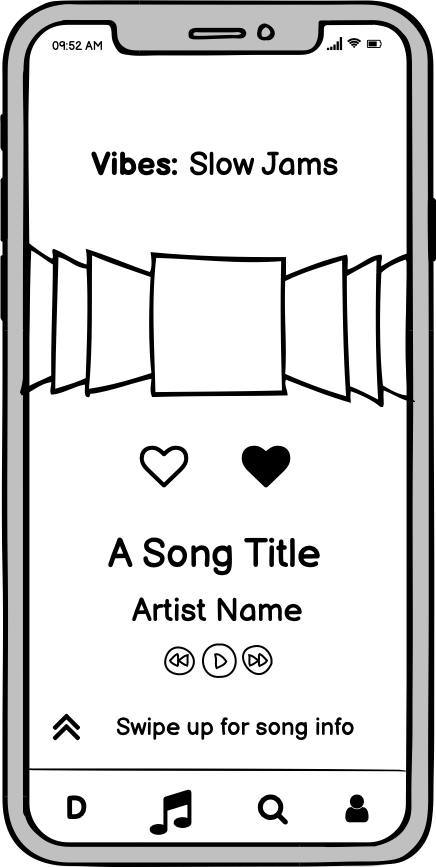 09:52 AM
Vibes: Slow Jams
A Song Title
Artist Name
Swipe up for song info
D